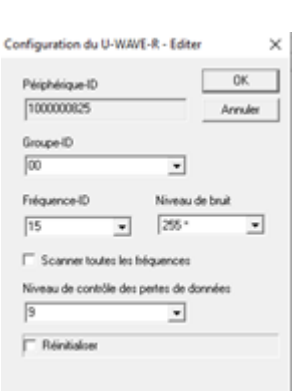 Configuration du U-WAVE-R - Editer
Périphérique-ID
OK
1000000825
Annuler
Groupe-ID
00
Fréquence-ID
Niveau de bruit
15
255 *
Scanner toutes les fréquences
Niveau de contrôle des pertes de données
9
Réinitialiser